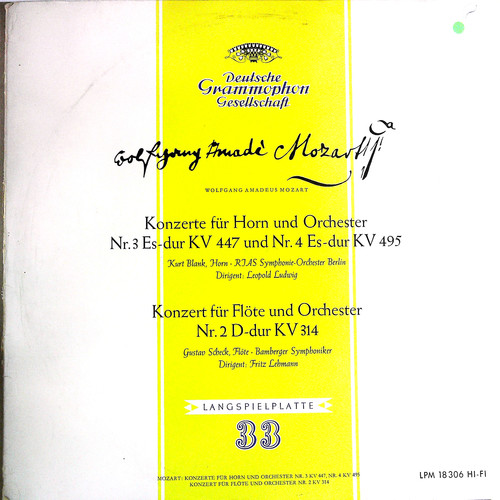 Deutsche
Grammophon
Gesellschaft
Wolfgang Amadè Mozart
WOLFGANG AMADEUS MOZART
Konzerte für Horn und Orchester
Nr. 3 Es-dur KV 447 und Nr. 4 Es-dur KV 495
Kurt Blank, Horn - RIAS Symphonie-Orchester Berlin
Dirigent: Leopold Ludwig
Konzert für Flöte und Orchester
Nr. 2 D-dur KV 314
Gustav Scheck, Flöte - Bamberger Symphoniker
Dirigent: Fritz Lehmann
LANGSPIELPLATTE
33
MOZART: KONZERTE FÜR HORN UND ORCHESTER NR. 3 KV 447, NR. 4 KV 495
KONZERT FÜR FLÖTE UND ORCHESTER NR 2 KV 314
LPM 18306 HI-FI